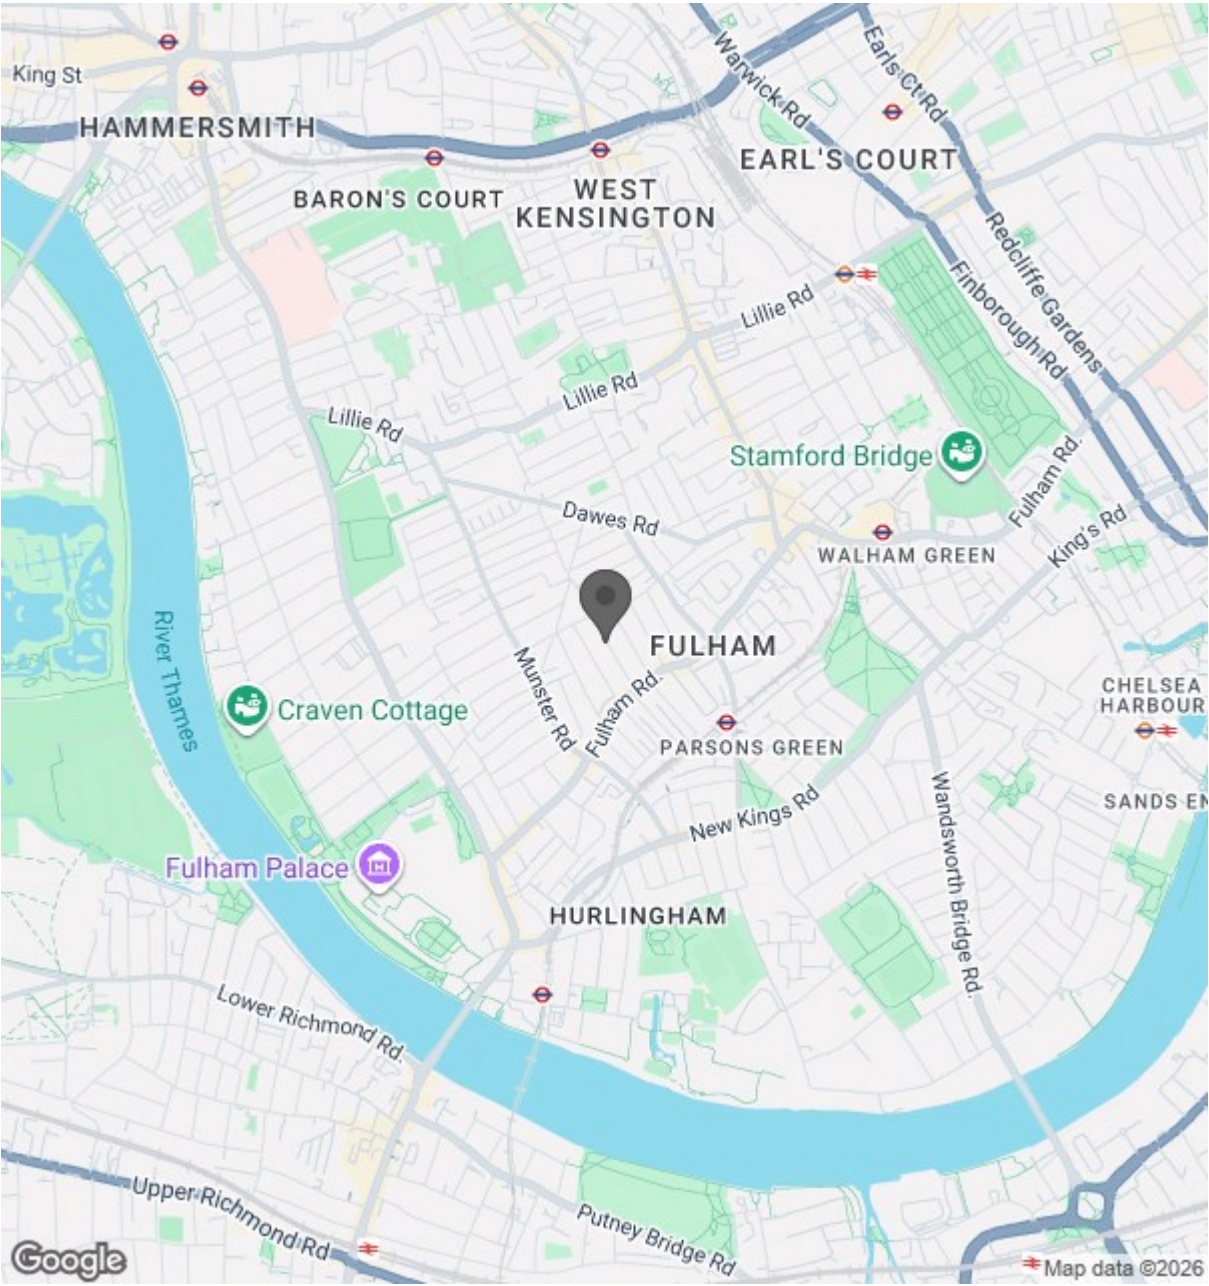 King St
HAMMERSMITH
Warwick Rd
Earls Ct Rd
EARL'S COURT
BARON'S COURT
WEST
KENSINGTON
Redcliffe Gardens
Finborough Rd
Lillie Rd
Lillie Rd
Lillie Rd
Stamford Bridge
Fulham Rd.
King's Rd
Dawes Rd
WALHAM GREEN
River Thames
FULHAM
Munster Rd
Fulham Rd.
Craven Cottage
CHELSEA
HARBOUR
PARSONS GREEN
New Kings Rd
Wandsworth Bridge Rd.
SANDS EN
Fulham Palace
HURLINGHAM
Lower Richmond Rd.
Upper Richmond Rd
Putney Bridge Rd
Google
Map data ©2026